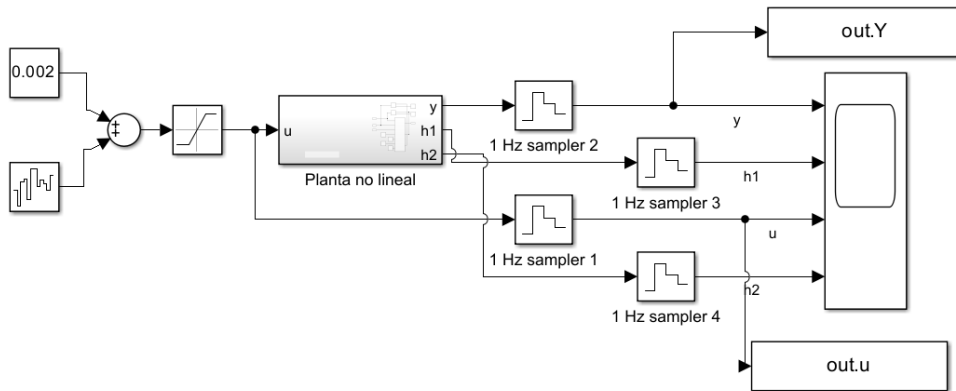 out.Y
0.002
+
+
u
y
h1
h2
Planta no lineal
1 Hz sampler 2
y
1 Hz sampler 3
h1
1 Hz sampler 1
u
1 Hz sampler 4
h2
out.u